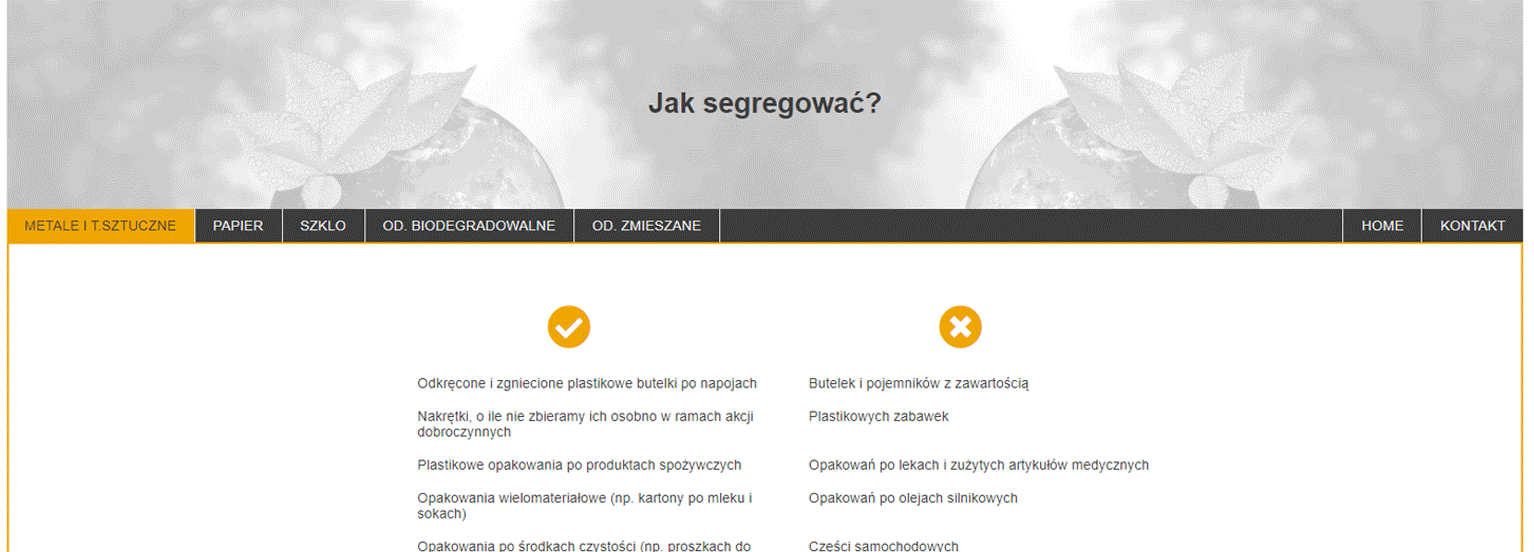 Jak segregować?
METALE I T.SZTUCZNE PAPIER SZKLO OD. BIODEGRADOWALNE OD. ZMIESZANE HOME KONTAKT
Odkręcone i zgniecione plastikowe butelki po napojach
Butelek i pojemników z zawartością
Nakrętki, o ile nie zbieramy ich osobno w ramach akcji
dobroczynnych
Plastikowych zabawek
Plastikowe opakowania po produktach spożywczych
Opakowań po lekach i zużytych artykułów medycznych
Opakowania wielomateriałowe (np. kartony po mleku i
sokach)
Opakowań po olejach silnikowych
Opakowania po środkach czystości (np. proszkach do
Części samochodowych